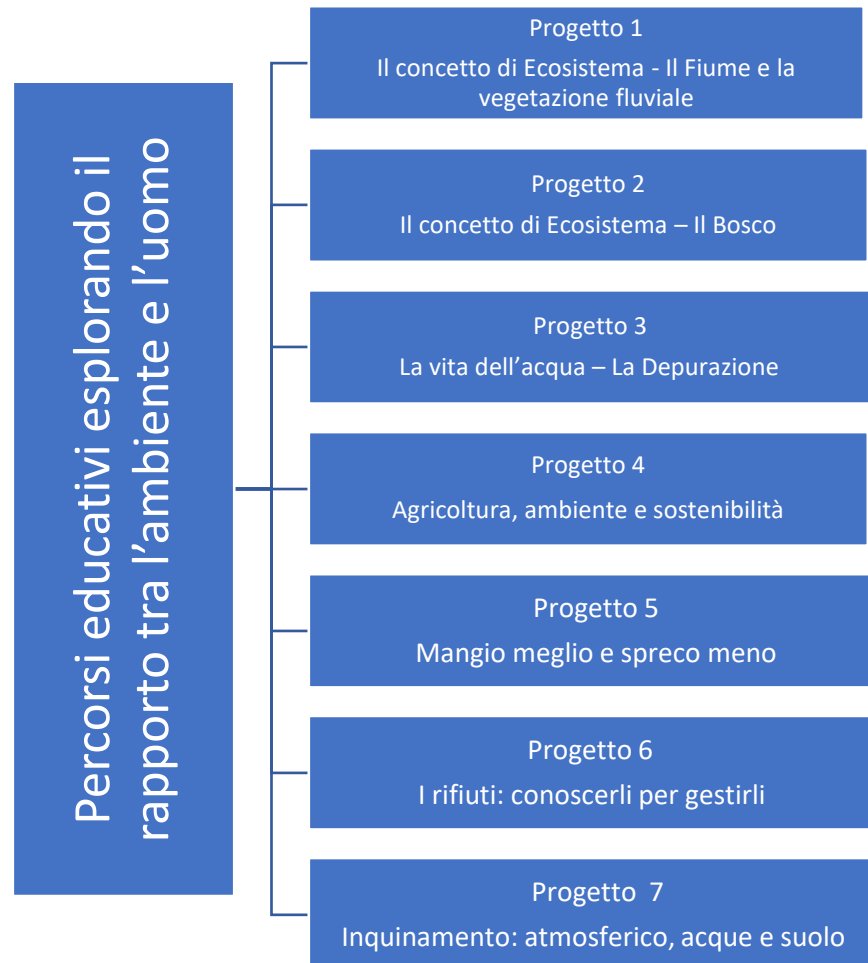 Percorsi educativi esplorando il
rapporto tra l’ambiente e l’uomo
Progetto 1
Il concetto di Ecosistema - Il Fiume e la
vegetazione fluviale
Progetto 2
Il concetto di Ecosistema – Il Bosco
Progetto 3
La vita dell’acqua – La Depurazione
Progetto 4
Agricoltura, ambiente e sostenibilità
Progetto 5
Mangio meglio e spreco meno
Progetto 6
I rifiuti: conoscerli per gestirli
Progetto 7
Inquinamento: atmosferico, acque e suolo